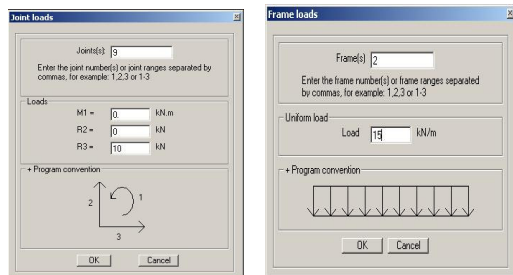 Joint loads
Joints(s): 9
Enter the joint number(s) or joint ranges separated by
commas, for example: 1,2,3 or 1-3
Loads
M1 = 0. kN.m
R2 = 0 kN
R3 = 10 kN
+ Program convention
2 1
3
OK Cancel
Frame loads
Frame(s) 2
Enter the frame number(s) or frame ranges separated
by commas, for example: 1,2,3 or 1-3
Uniform load
Load 15 kN/m
+ Program convention
OK Cancel